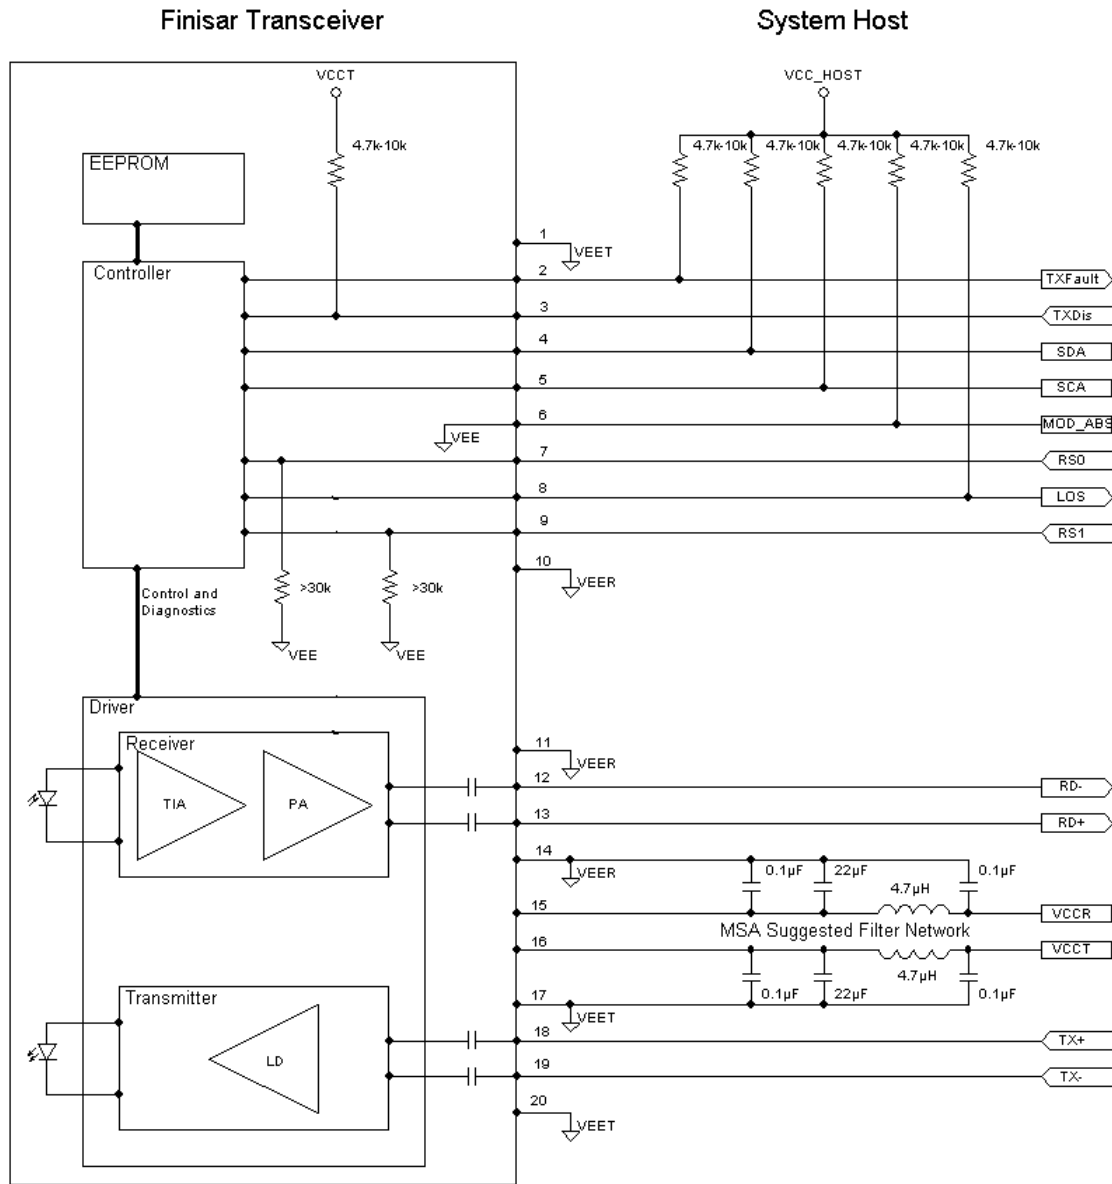 Finisar Transceiver
System Host
VCCT
VCC_HOST
4.7k-10k
4.7k-10k
4.7k-10k
4.7k-10k
4.7k-10k
4.7k-10k
EEPROM
1
VEET
Controller
2
TXFault
3
TXDis
4
SDA
5
SCA
6
MOD_ABS
VEE
7
RS0
8
LOS
9
RS1
10
VEER
Control and
Diagnostics
>30k
>30k
VEE
VEE
Driver
Receiver
11
VEER
12
RD-
TIA
PA
13
RD+
14
VEER
0.1µF
22µF
0.1µF
4.7µH
15
VCCR
MSA Suggested Filter Network
16
VCCT
4.7µH
Transmitter
17
0.1µF
22µF
0.1µF
VEET
18
TX+
LD
19
TX-
20
VEET